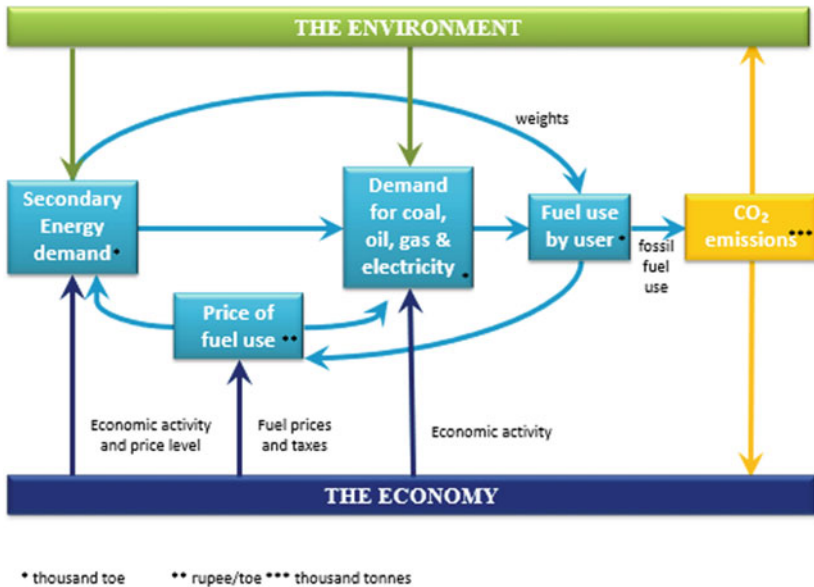 THE ENVIRONMENT
weights
Secondary
Energy
demand*
Demand
for coal,
oil, gas &
electricity *
Fuel use
by user*
fossil
fuel
use
CO₂
emissions***
Price of
fuel use **
Economic activity
and price level
Fuel prices
and taxes
Economic activity
THE ECONOMY
* thousand toe ** rupee/toe *** thousand tonnes